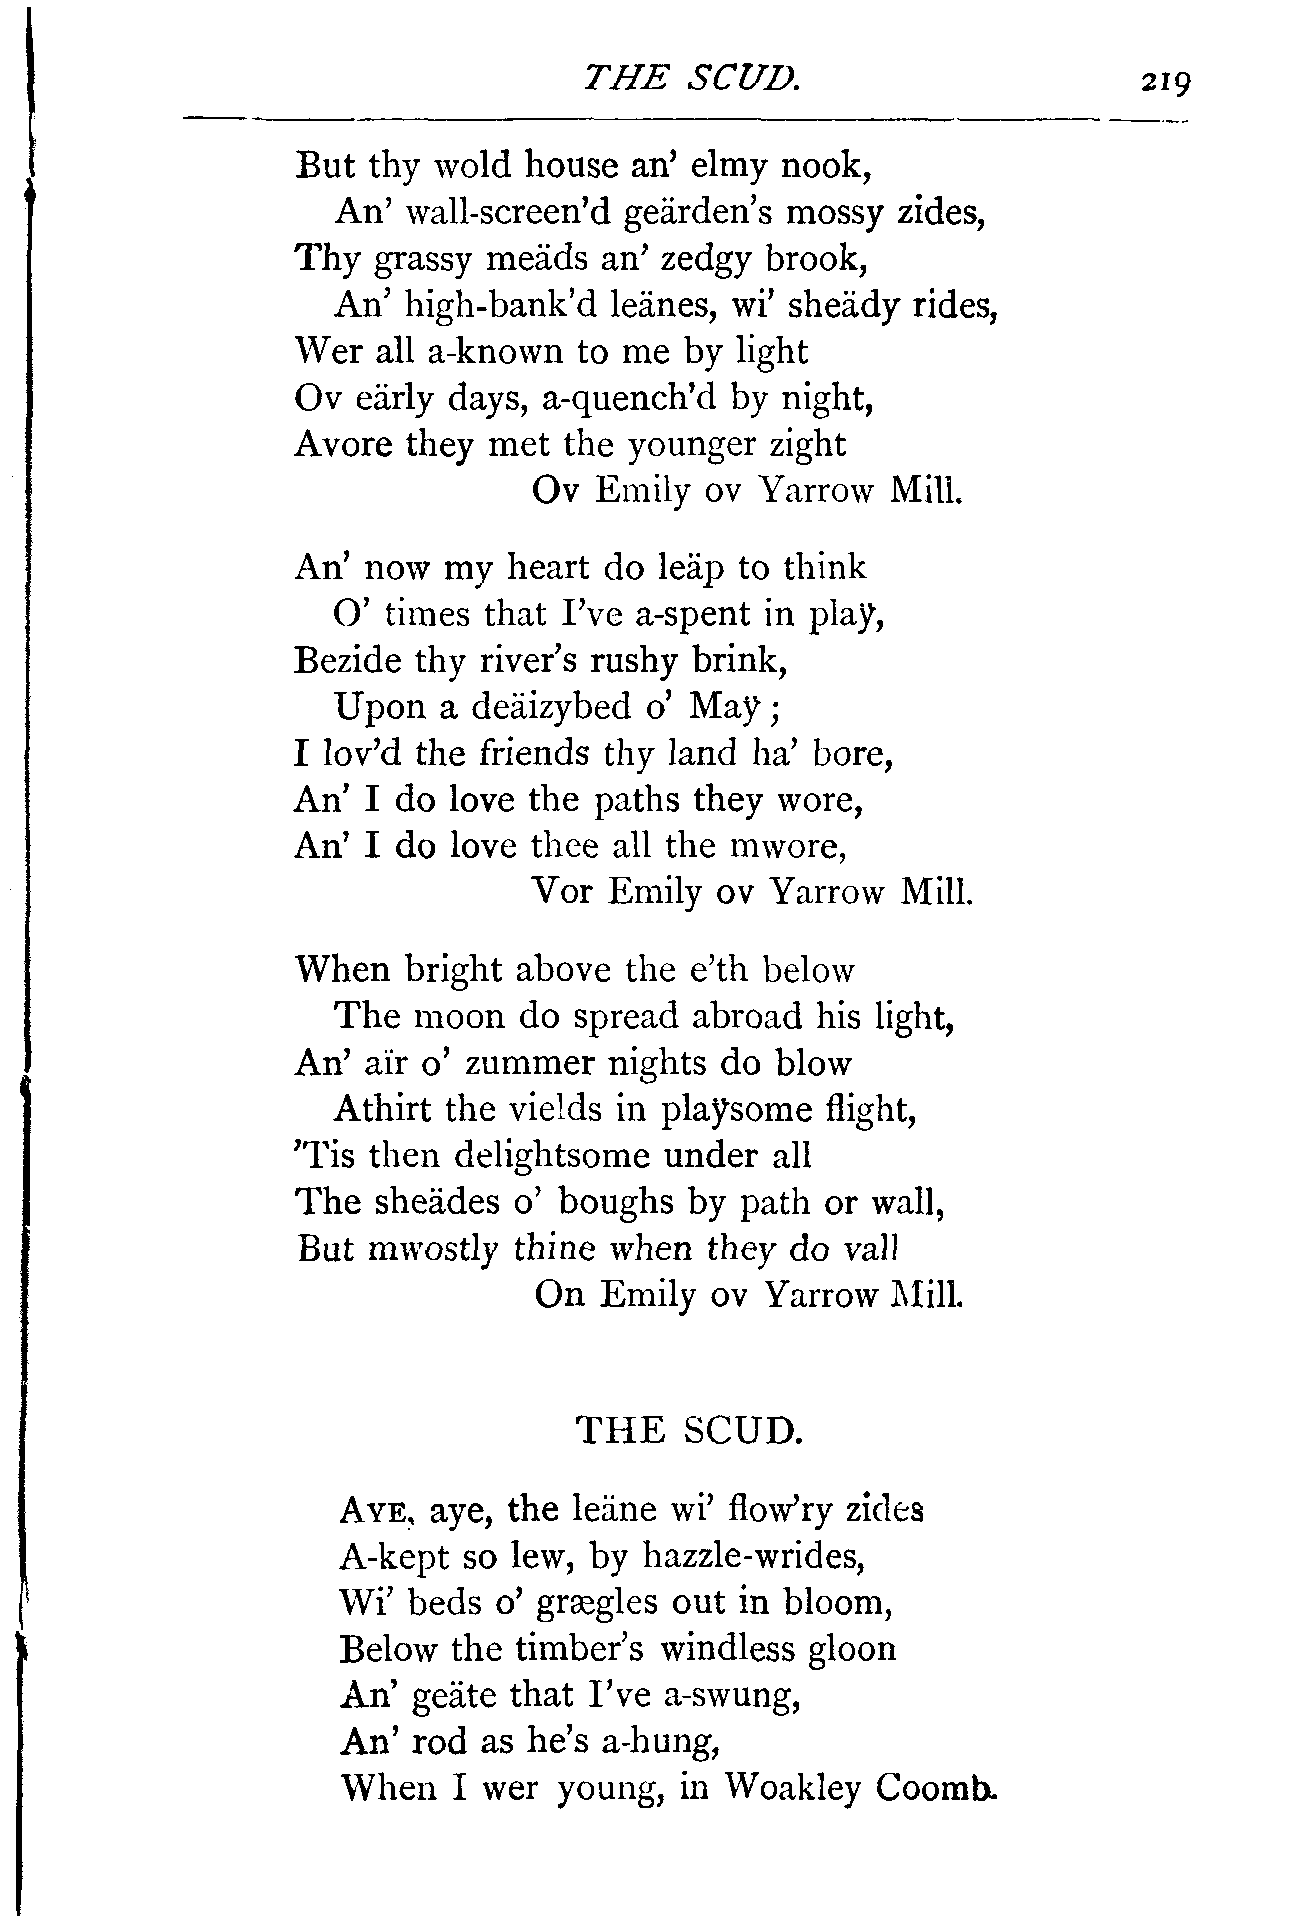 THE SCUD. 219
But thy wold house an' elmy nook,
An' wall-screen'd geärden's mossy zides,
Thy grassy meäds an' zedgy brook,
An' high-bank'd leänes, wi' sheädy rides,
Wer all a-known to me by light
Ov eärly days, a-quench'd by night,
Avore they met the younger zight
Ov Emily ov Yarrow Mill.
An' now my heart do leäp to think
O' times that I've a-spent in plaÿ,
Bezide thy river's rushy brink,
Upon a deäizybed o' Maÿ;
I lov'd the friends thy land ha' bore,
An' I do love the paths they wore,
An' I do love thee all the mwore,
Vor Emily ov Yarrow Mill.
When bright above the e'th below
The moon do spread abroad his light,
An' aïr o' zummer nights do blow
Athirt the vields in plaÿsome flight,
'Tis then delightsome under all
The sheädes o' boughs by path or wall,
But mwostly thine when they do vall
On Emily ov Yarrow Mill.
THE SCUD.
AYE, aye, the leäne wi' flow'ry zides
A-kept so lew, by hazzle-wrides,
Wi' beds o' grægles out in bloom,
Below the timber's windless gloon
An' geäte that I've a-swung,
An' rod as he's a-hung,
When I wer young, in Woakley Coomb.